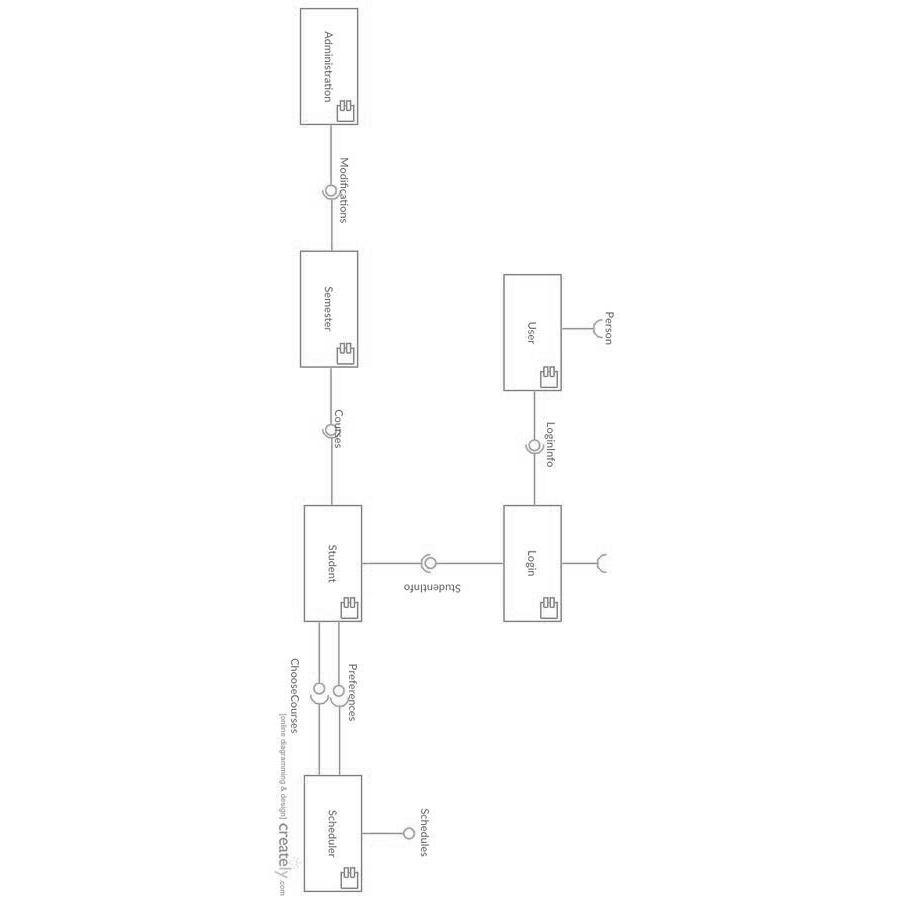 Administration
Modifications
Semester
Courses
Student
Preferences
ChooseCourses
Scheduler
Schedules
StudentInfo
User
Person
LoginInfo
Login
[online diagramming & design] creately.com